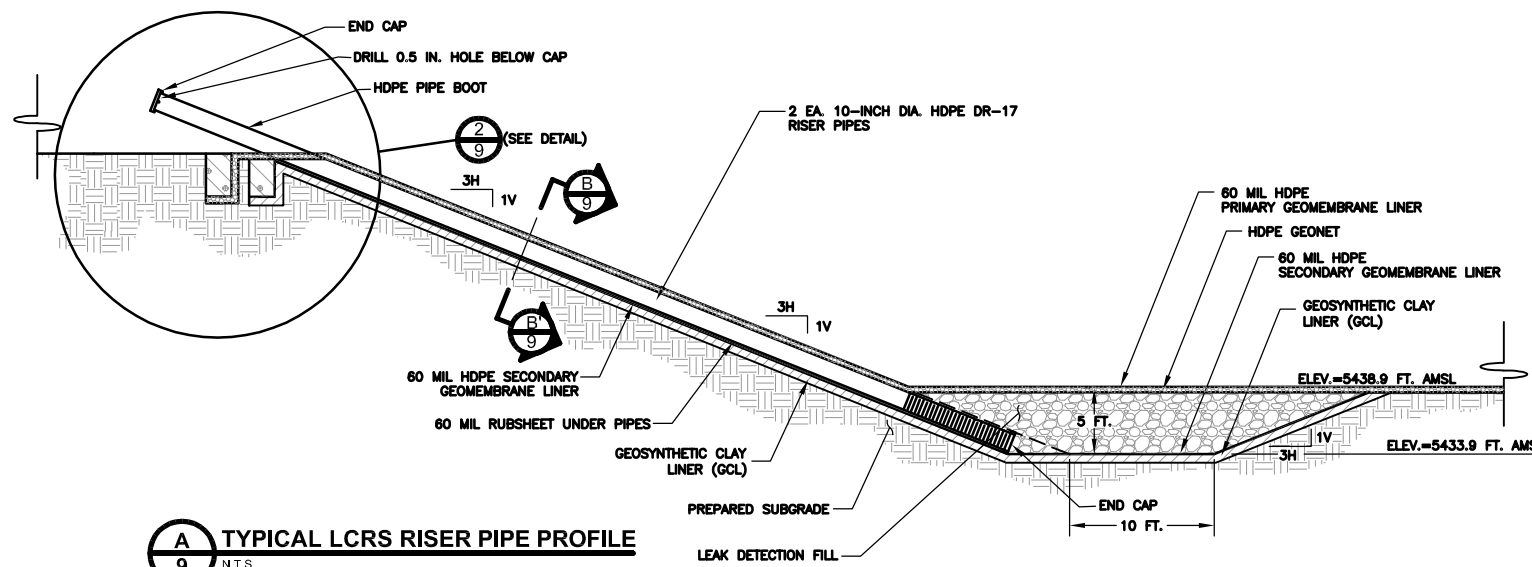 END CAP
DRILL 0.5 IN. HOLE BELOW CAP
HDPE PIPE BOOT
2
9
(SEE DETAIL)
2 EA. 10-INCH DIA. HDPE DR-17
RISER PIPES
3H
1V
B
9
60 MIL HDPE
PRIMARY GEOMEMBRANE LINER
HDPE GEONET
60 MIL HDPE
SECONDARY GEOMEMBRANE LINER
GEOSYNTHETIC CLAY
LINER (GCL)
3H
1V
B'
9
60 MIL HDPE SECONDARY
GEOMEMBRANE LINER
ELEV.=5438.9 FT. AMSL
5 FT.
60 MIL RUBSHEET UNDER PIPES
1V
3H
ELEV.=5433.9 FT. AMS
GEOSYNTHETIC CLAY
LINER (GCL)
PREPARED SUBGRADE
END CAP
10 FT.
LEAK DETECTION FILL
A
9
TYPICAL LCRS RISER PIPE PROFILE
N.T.S.